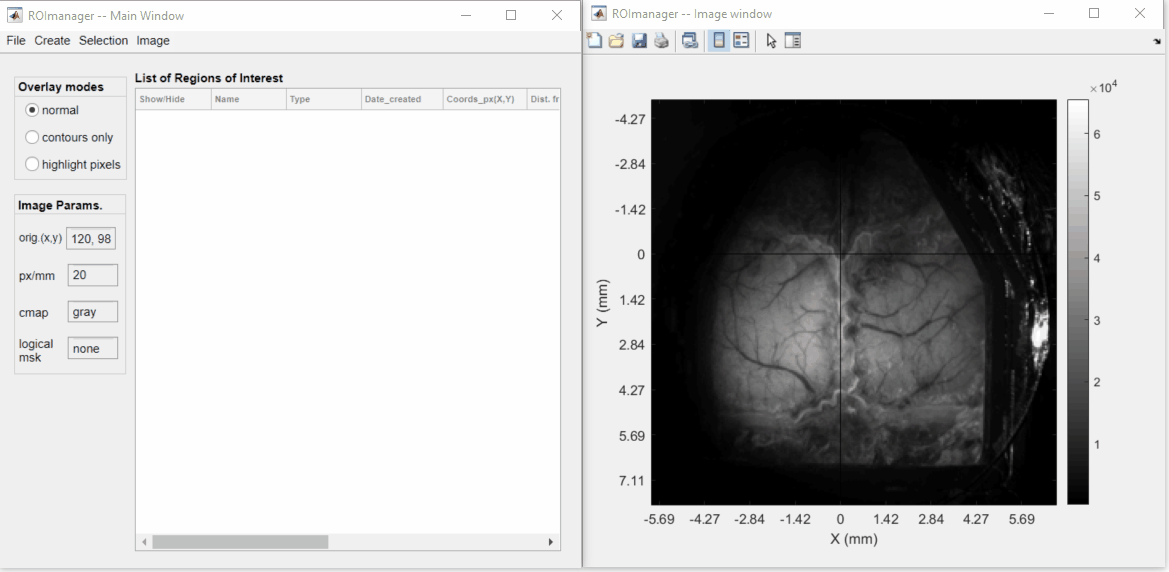 ROImanager -- Main Window
File Create Selection Image
Overlay modes
normal
contours only
highlight pixels
Image Params.
orig.(x,y) 120, 98
px/mm 20
cmap gray
logical
msk none
List of Regions of Interest
Show/Hide Name Type Date_created Coords_px(X,Y) Dist. fr
ROImanager -- Image window
×10^4
-4.27
-2.84
-1.42
0
1.42
2.84
4.27
5.69
7.11
Y (mm)
-5.69 -4.27 -2.84 -1.42 0 1.42 2.84 4.27 5.69
X (mm)
6
5
4
3
2
1